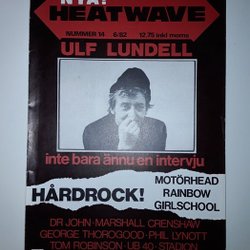 NYA!
HEATWAVE
NUMMER 14 6/82 12.75 inkl moms
ULF LUNDELL
inte bara ännu en intervju
HÅRDROCK!
MOTÖRHEAD
RAINBOW
GIRLSCHOOL
DR JOHN · MARSHALL CRENSHAW
GEORGE THOROGOOD · PHIL LYNOTT
TOM ROBINSON · UB 40 · STADION